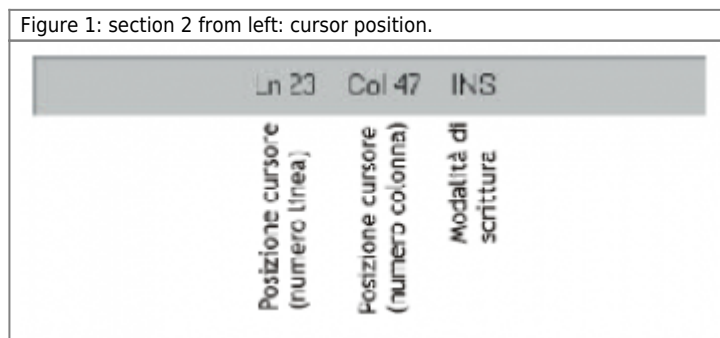 Figure 1: section 2 from left: cursor position.
Ln 23 Col 47 INS
Posizione cursore
(numero linea)
Posizione cursore
(numero colonna)
Modalità di
scrittura